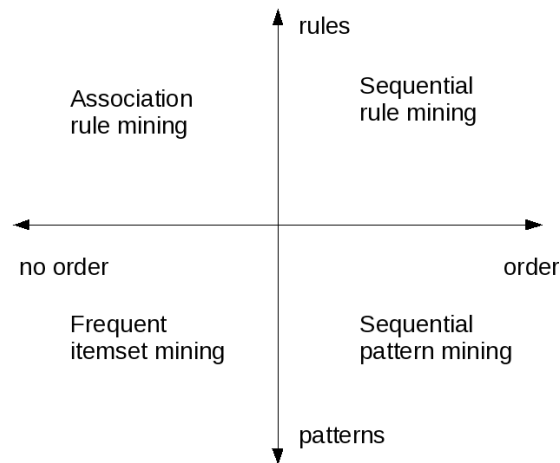 rules
Association
rule mining
Sequential
rule mining
no order
order
Frequent
itemset mining
Sequential
pattern mining
patterns